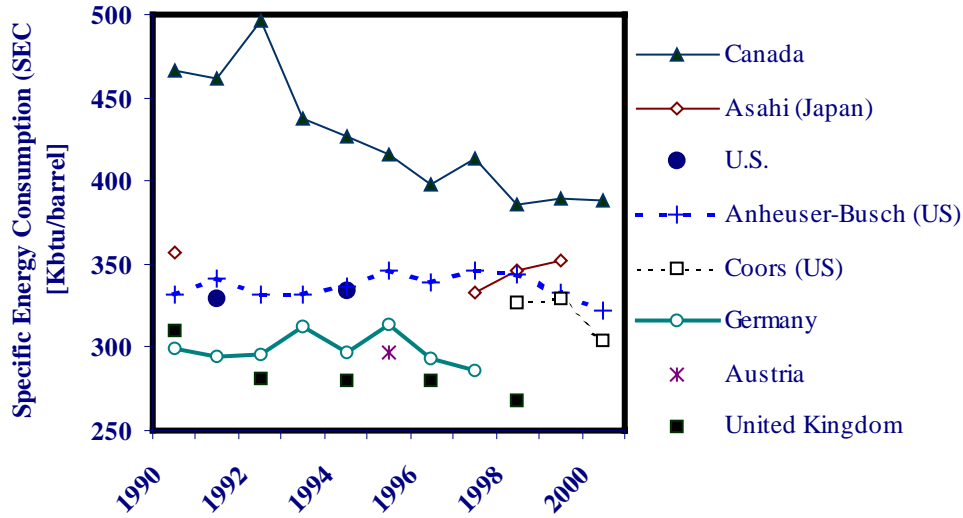 Specific Energy Consumption (SEC
[Kbtu/barrel]
500
450
400
350
300
250
1990
1992
1994
1996
1998
2000
Canada
Asahi (Japan)
U.S.
Anheuser-Busch (US)
Coors (US)
Germany
Austria
United Kingdom